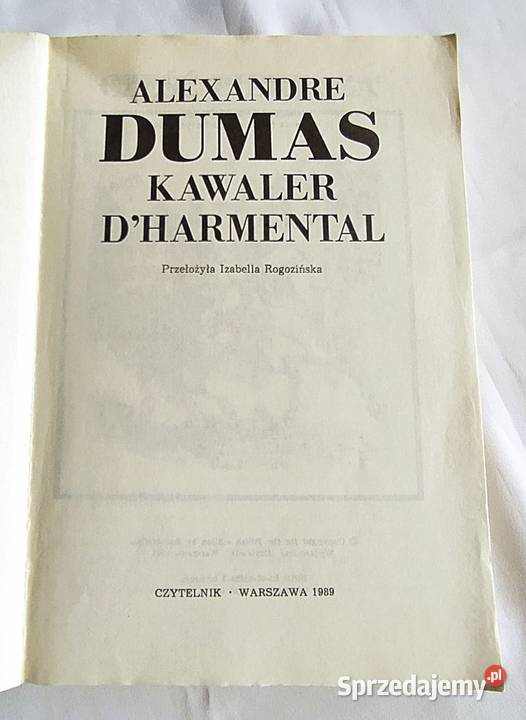 ALEXANDRE
DUMAS
KAWALER
D'HARMENTAL
Przełożyła Izabella Rogozińska
CZYTELNIK · WARSZAWA 1989
Sprzedajemy.pl